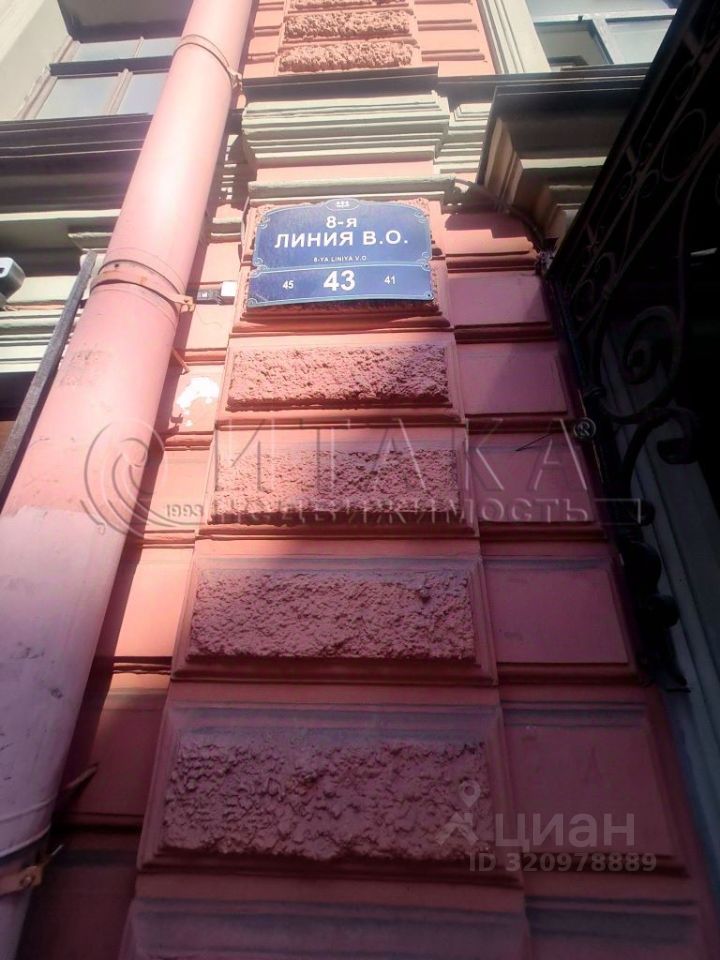 8-я
ЛИНИЯ В.О.
8-YA LINIYA V.O
45 43 41
ИТАКА®
1993 НЕДВИЖИМОСТЬ
циан
ID 320978889